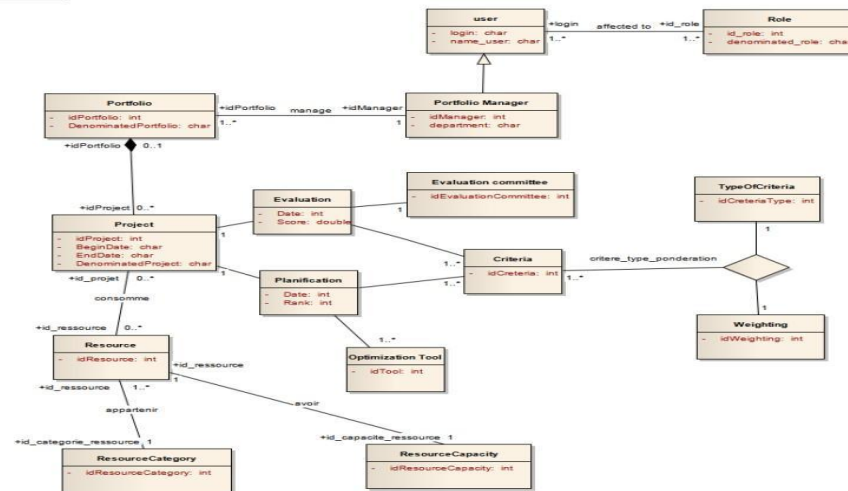 user
- login: char
- name_user: char
+login affected to +id_role
1..* 1..*
Role
- id_role: int
- denominated_role: cha
Portfolio
- idPortfolio: int
- DenominatedPortfolio: char
+idPortfolio manage +idManager
1..* 1
Portfolio Manager
- idManager: int
- department: char
+idPortfolio 0..1
+idProject 0..*
Project
- idProject: int
- BeginDate: char
- EndDate: char
- DenominatedProject: char
Evaluation
- Date: int
- Score: double
1
1
Evaluation committee
- idEvaluationCommittee: int
TypeOfCriteria
- idCreteriaType: int
1
Criteria
- idCreteria: int
1..*
1..*
1..*
critere_type_ponderation
1
Planification
- Date: int
- Rank: int
1
1..*
Optimization Tool
- idTool: int
Weighting
- idWeighting: int
+id_projet 0..*
consomme
+id_ressource 0..*
Resource
- idResource: int
+id_ressource
1
+id_ressource 1..*
appartenir
avoir
+id_categorie_ressource 1
+id_capacite_ressource 1
ResourceCategory
- idResourceCategory: int
ResourceCapacity
- idResourceCapacity: int